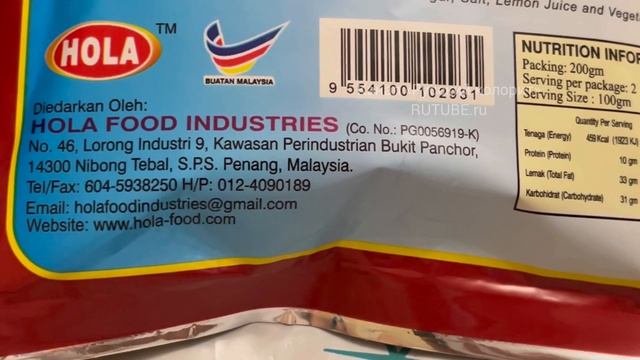 HOLA
TM
BUATAN MALAYSIA
9 554100 102931
RUTUBE.ru
Salt, Lemon Juice and
NUTRITION
Packing: 200gm
Serving per package: 2
Serving Size : 100gm
Quantity Per Serving
Tenaga (Energy) 459 Kcal (1923 KJ)
Protein (Protein) 10 gm
Lemak (Total Fat) 33 gm
Karbohidrat (Carbohydrate) 31 gm
Diedarkan Oleh:
HOLA FOOD INDUSTRIES (Co. No.: PG0056919-K)
No. 46, Lorong Industri 9, Kawasan Perindustrian Bukit Panchor,
14300 Nibong Tebal, S.P.S. Penang, Malaysia.
Tel/Fax: 604-5938250 H/P: 012-4090189
Email: holafoodindustries@gmail.com
Website: www.hola-food.com